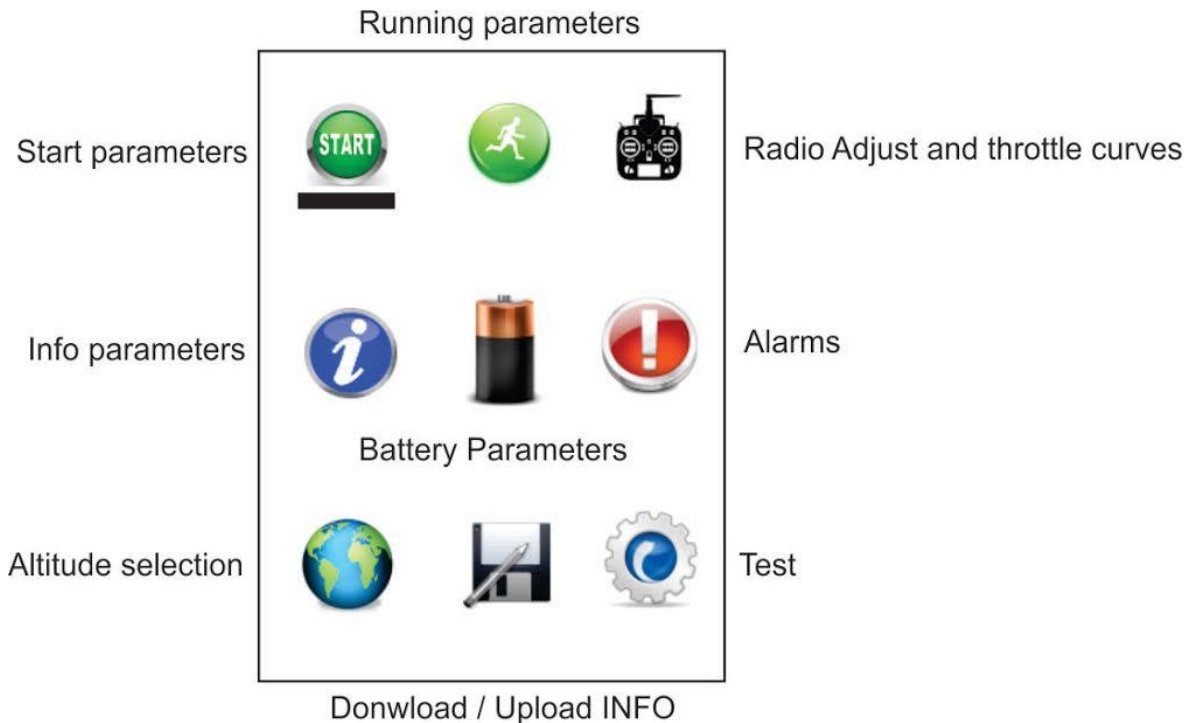 Running parameters
Start parameters
START
Radio Adjust and throttle curves
Info parameters
i
!
Alarms
Battery Parameters
Altitude selection
Test
Donwload / Upload INFO